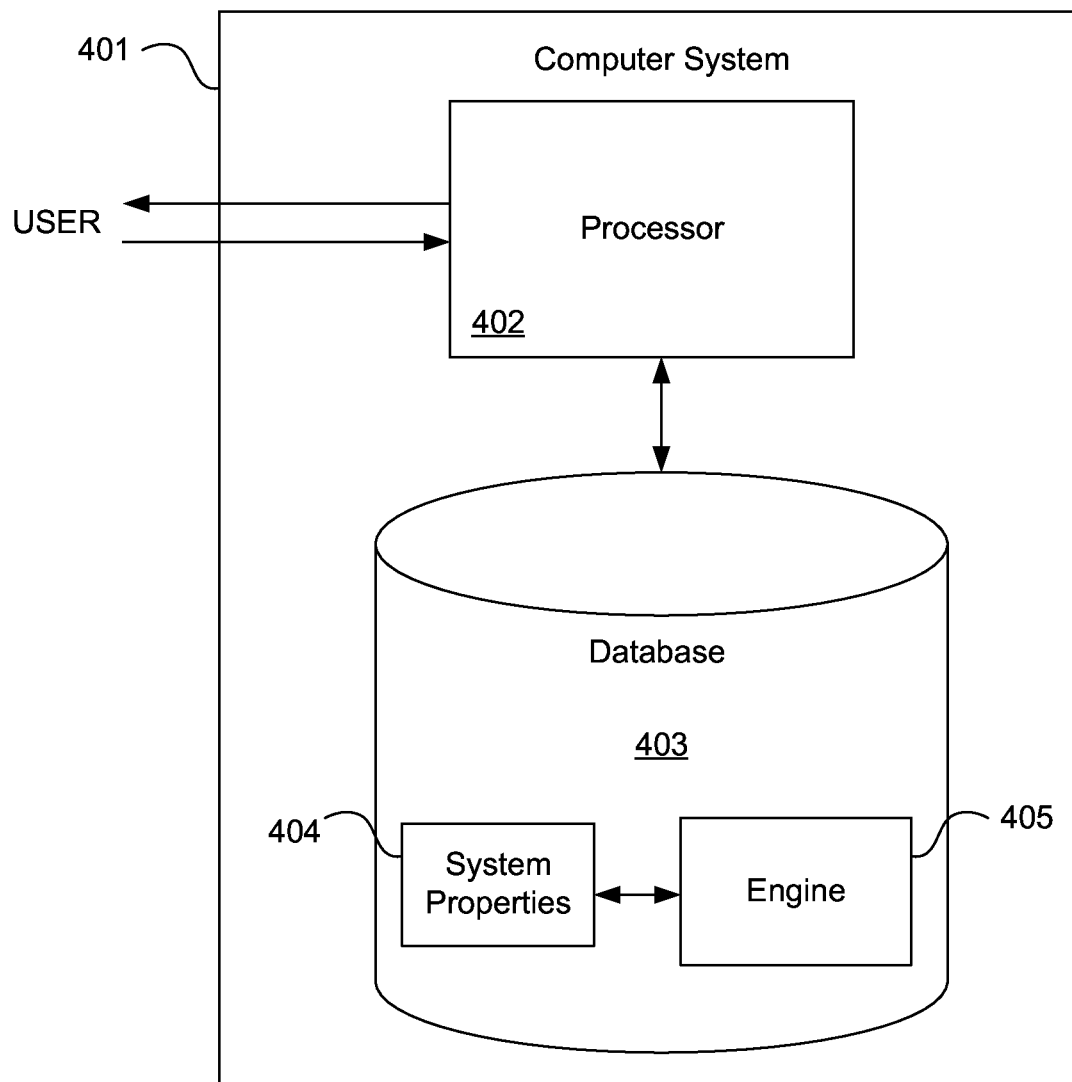 401
Computer System
USER
Processor
402
Database
403
404
405
System
Properties
Engine